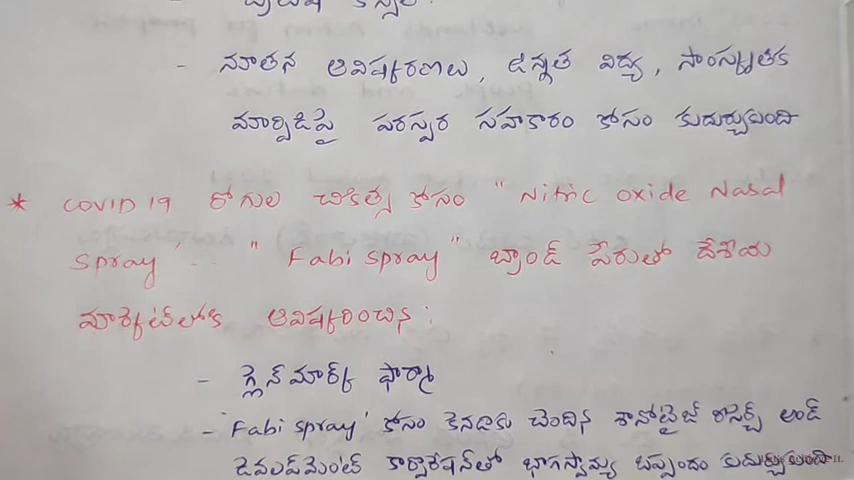 - నూతన ఆవిష్కరణలు, ఉన్నత విద్య, సాంస్కృతిక
మార్పిడిపై పరస్పర సహకారం కోసం కుదుర్చుకుంది
* COVID 19 రోగుల చికిత్స కోసం "Nitric oxide Nasal
Spray" .. "Fabi spray" బ్రాండ్ పేరుతో దేశీయ
మార్కెట్‌లోకి ఆవిష్కరించిన :
- గ్లెన్ మార్క్ ఫార్మా
- 'Fabi spray' కోసం కెనడాకు చెందిన శానోటైజ్ రిసెర్చ్ అండ్
డెవలప్‌మెంట్ కార్పొరేషన్‌తో భాగస్వామ్య ఒప్పందం కుదుర్చుకుంది